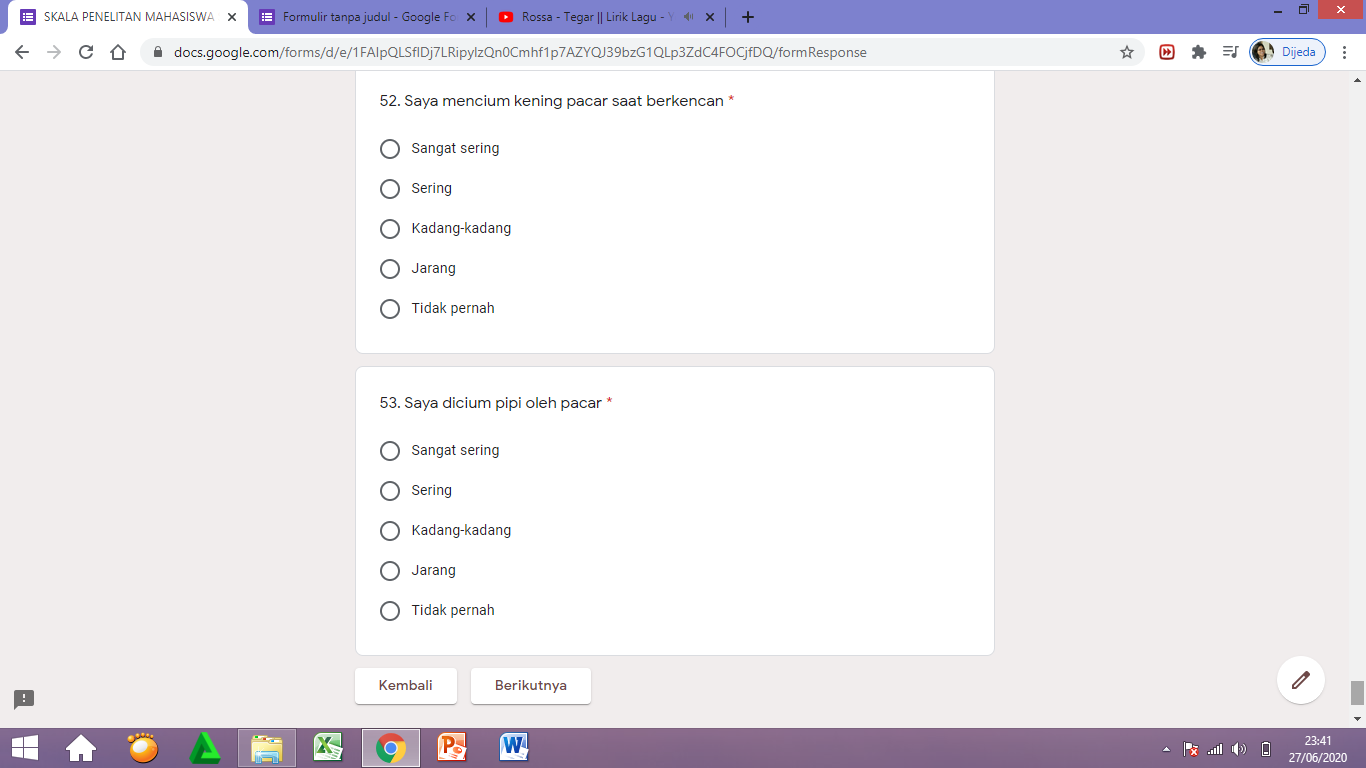 SKALA PENELITAN MAHASISWA
Formulir tanpa judul - Google Fo
Rossa - Tegar || Lirik Lagu - Y
docs.google.com/forms/d/e/1FAIpQLSfIDj7LRipyIzQn0Cmhf1p7AZYQJ39bzG1QLp3ZdC4FOCjfDQ/formResponse
Dijeda
52. Saya mencium kening pacar saat berkencan *
Sangat sering
Sering
Kadang-kadang
Jarang
Tidak pernah
53. Saya dicium pipi oleh pacar *
Sangat sering
Sering
Kadang-kadang
Jarang
Tidak pernah
Kembali
Berikutnya
23:41
27/06/2020